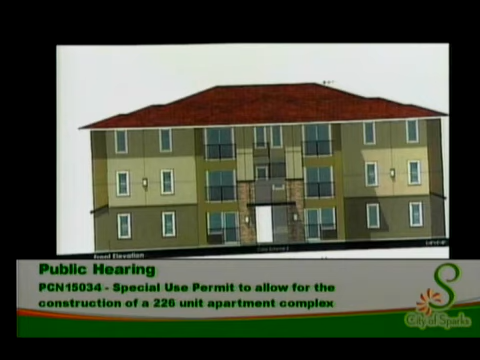 Front Elevation
Public Hearing
PCN15034 - Special Use Permit to allow for the
construction of a 226 unit apartment complex
City of Sparks